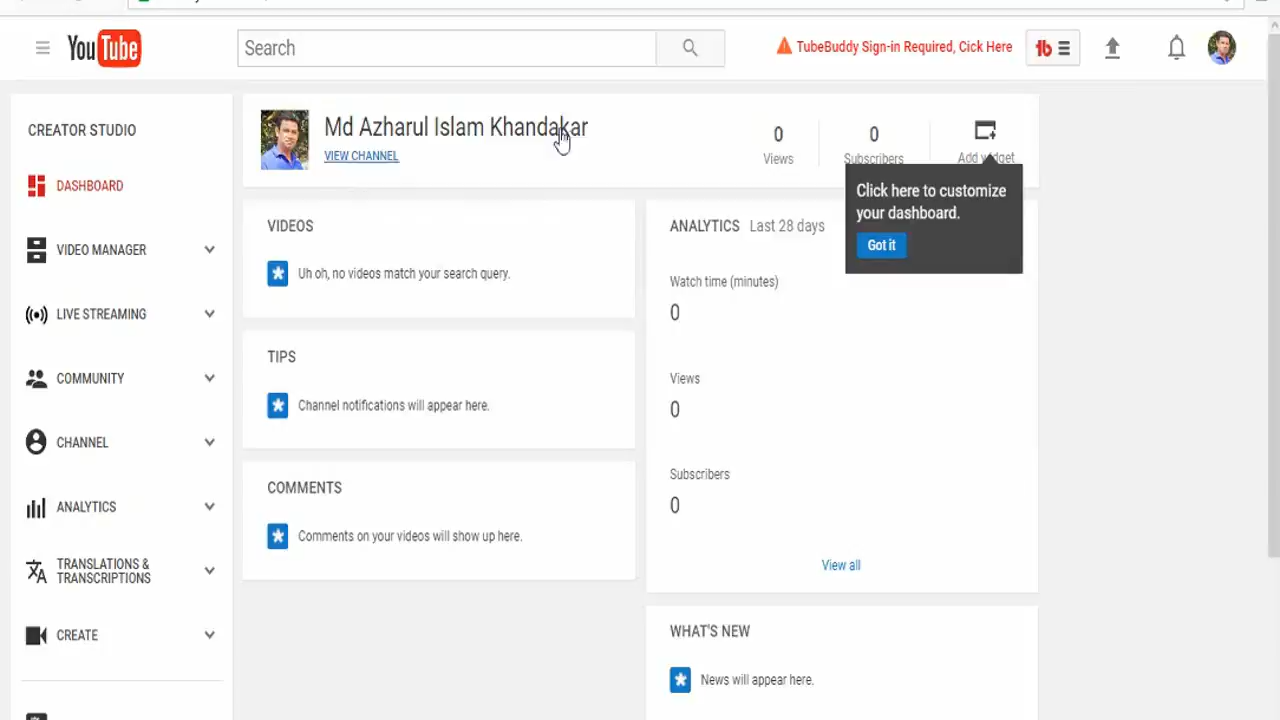 YouTube
Search
TubeBuddy Sign-in Required, Cick Here
tb
CREATOR STUDIO
DASHBOARD
VIDEO MANAGER
LIVE STREAMING
COMMUNITY
CHANNEL
ANALYTICS
TRANSLATIONS &
TRANSCRIPTIONS
CREATE
Md Azharul Islam Khandakar
VIEW CHANNEL
0
Views
0
Subscribers
Add widget
Click here to customize
your dashboard.
Got it
VIDEOS
Uh oh, no videos match your search query.
TIPS
Channel notifications will appear here.
COMMENTS
Comments on your videos will show up here.
ANALYTICS Last 28 days
Watch time (minutes)
0
Views
0
Subscribers
0
View all
WHAT'S NEW
News will appear here.